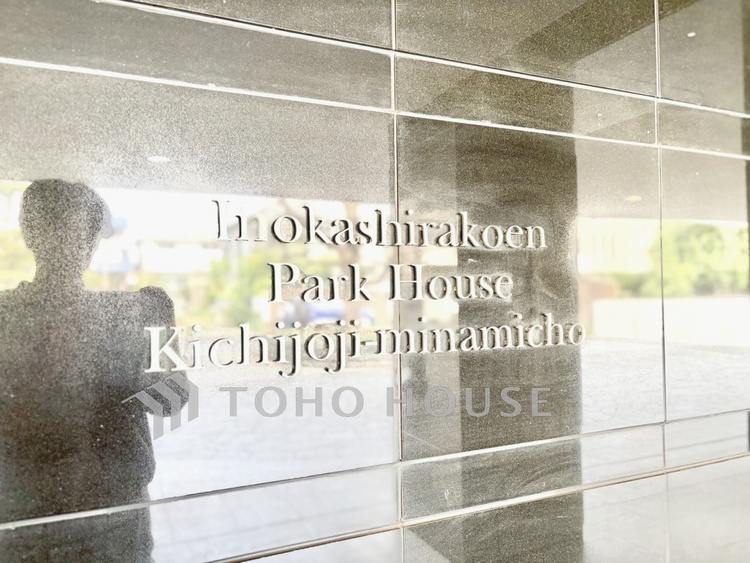 Inokashirakoen
Park House
Kichijoji-minamicho
TOHO HOUSE